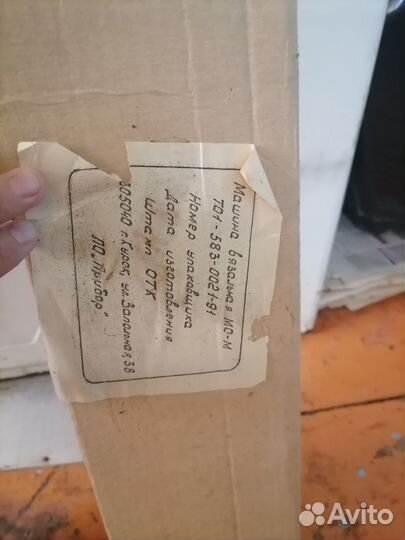 Машина вязальная МО-М
ТО1-583-0021-91
Номер упаковщика
Дата изготовления
Штамп ОТК
305040 г. Курск, ул. Запольная, 38
ПО „Прибор"
Avito